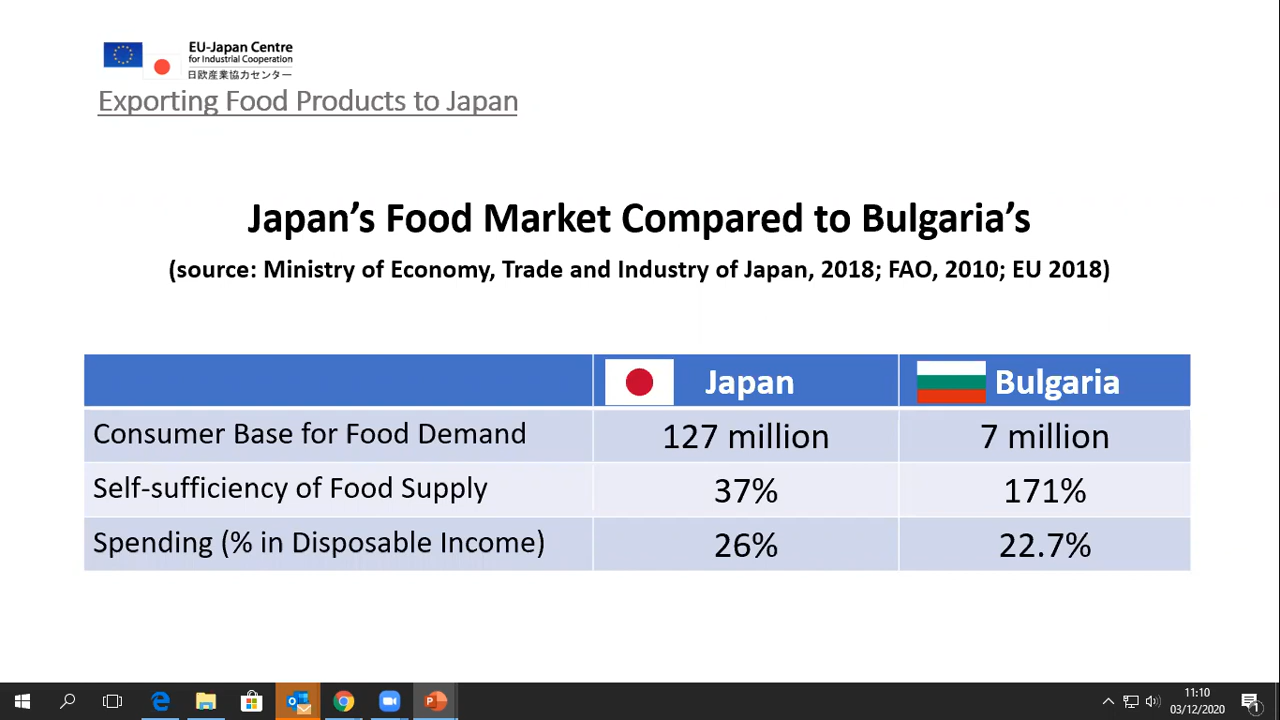 EU-Japan Centre
for Industrial Cooperation
日欧産業協力センター
Exporting Food Products to Japan
Japan’s Food Market Compared to Bulgaria’s
(source: Ministry of Economy, Trade and Industry of Japan, 2018; FAO, 2010; EU 2018)
Japan Bulgaria
Consumer Base for Food Demand 127 million 7 million
Self-sufficiency of Food Supply 37% 171%
Spending (% in Disposable Income) 26% 22.7%
11:10
03/12/2020
1